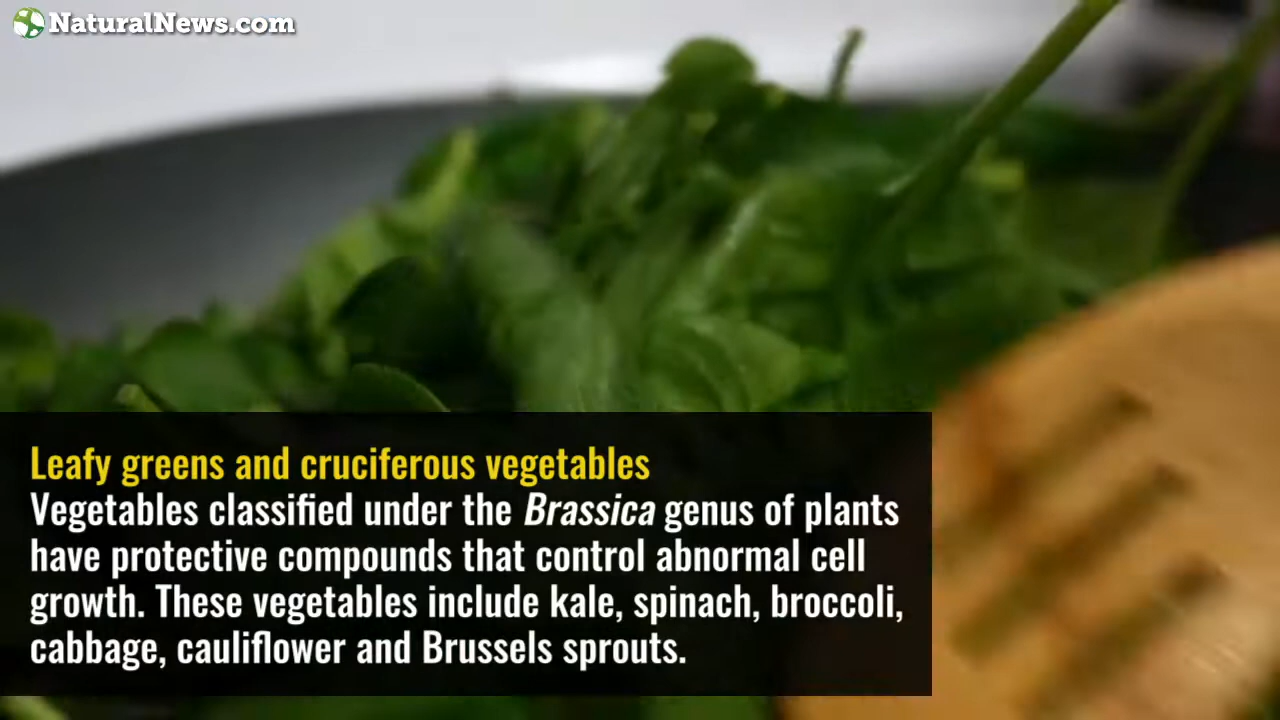 NaturalNews.com
Leafy greens and cruciferous vegetables
Vegetables classified under the Brassica genus of plants
have protective compounds that control abnormal cell
growth. These vegetables include kale, spinach, broccoli,
cabbage, cauliflower and Brussels sprouts.